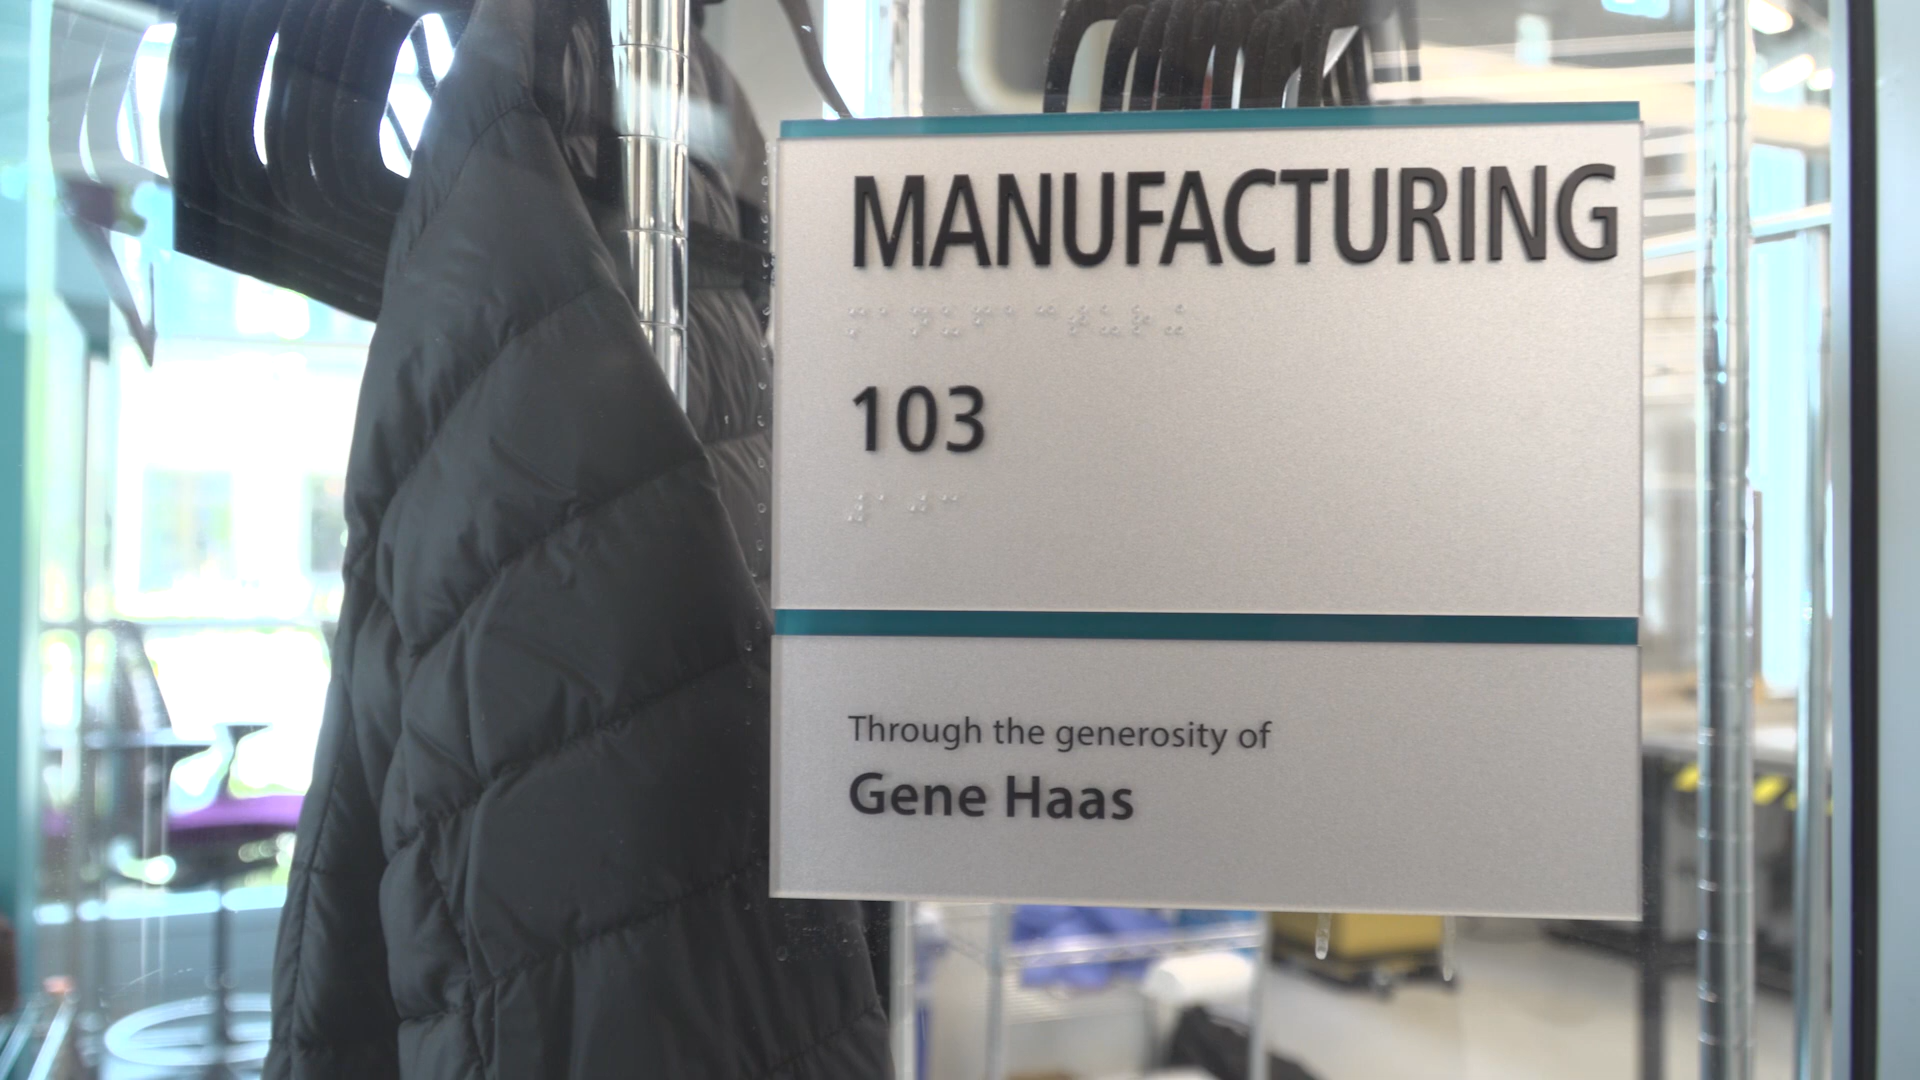 MANUFACTURING
103
Through the generosity of
Gene Haas